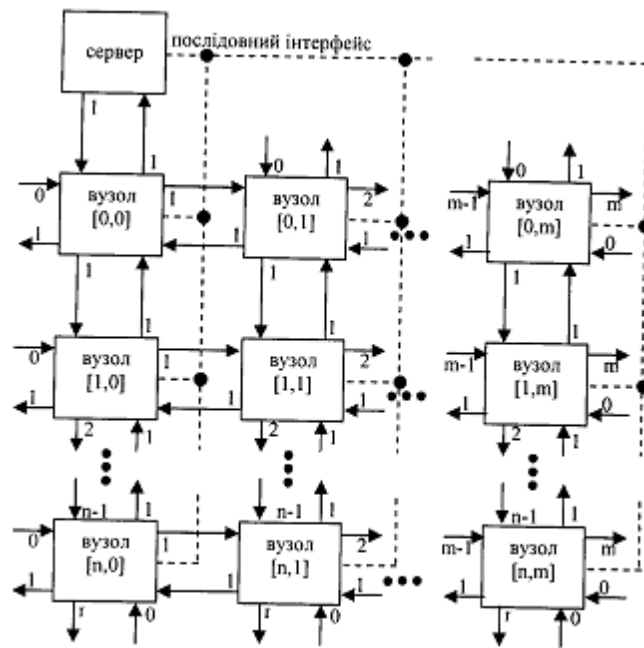 послідовний інтерфейс
сервер
1 1
0 1 0 1
0 вузол 1 вузол 2 m-1 вузол m
[0,0] [0,1] [0,m]
1 1 1 1 0
1 1 1
1 1 1
0 вузол 1 вузол 2 m-1 вузол m
[1,0] [1,1] [1,m]
1 1 1 1 0
2 1 2 1 2 1
n-1 1 n-1 1 n-1 1
0 вузол 1 вузол 2 m-1 вузол m
[n,0] [n,1] [n,m]
1 1 1 1 0
r 0 r 0 r 0